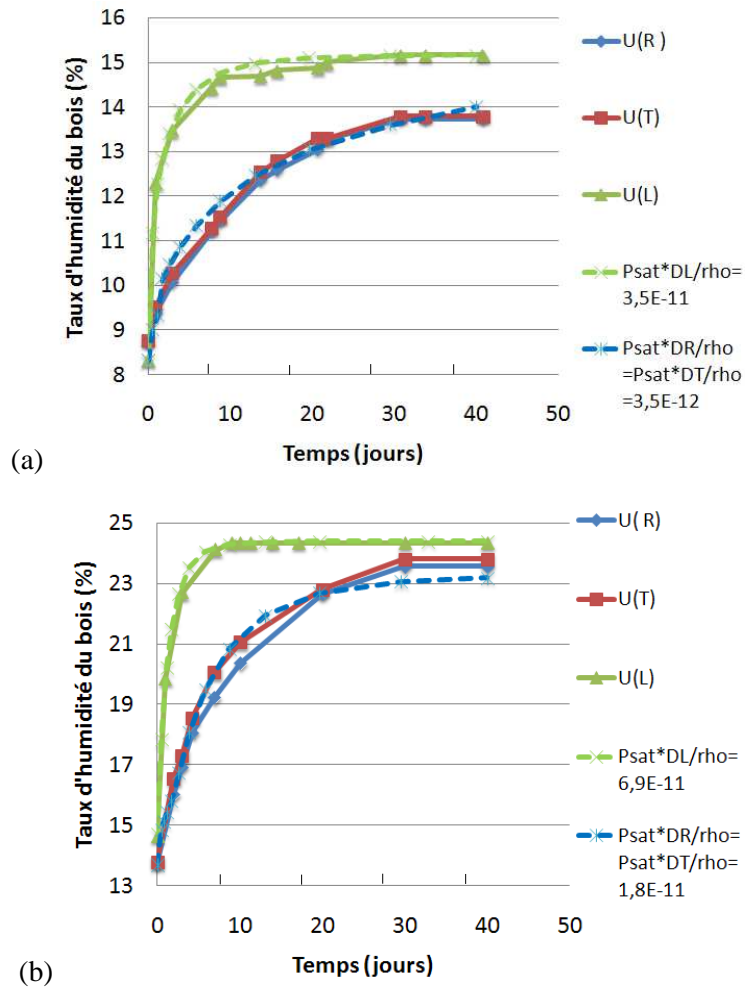 16
15
14
13
12
11
10
9
8
Taux d'humidité du bois (%)
0
10
20
30
40
50
Temps (jours)
U(R )
U(T)
U(L)
Psat*DL/rho=
3,5E-11
Psat*DR/rho
=Psat*DT/rho
=3,5E-12
(a)
25
23
21
19
17
15
13
Taux d'humidité du bois (%)
0
10
20
30
40
50
Temps (jours)
U( R)
U(T)
U(L)
Psat*DL/rho=
6,9E-11
Psat*DR/rho=
Psat*DT/rho=
1,8E-11
(b)